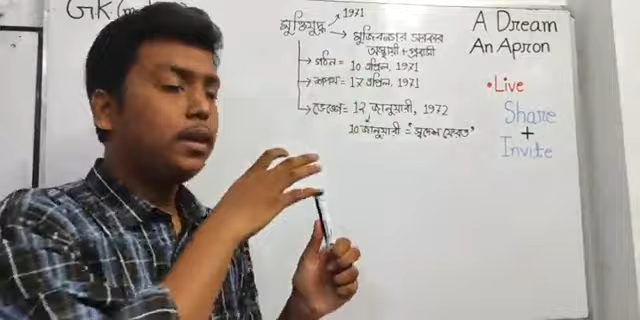 GK
মুক্তিযুদ্ধ → 1971
→ মুজিবনগর সরকার
অস্থায়ী + প্রবাসী
→ গঠিত = 10 এপ্রিল, 1971
→ শপথ = 17 এপ্রিল, 1971
→ ভেঙ্গে = 12 জানুয়ারী, 1972
10 জানুয়ারী = "স্বদেশ ফেরত"
A Dream
An Apron
• Live
Share
+
Invite